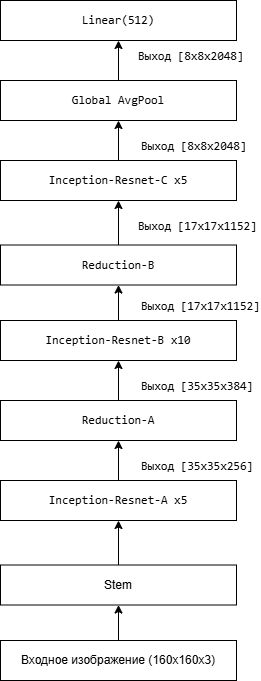 Linear(512)
Выход [8x8x2048]
Global AvgPool
Выход [8x8x2048]
Inception-Resnet-C x5
Выход [17x17x1152]
Reduction-B
Выход [17x17x1152]
Inception-Resnet-B x10
Выход [35x35x384]
Reduction-A
Выход [35x35x256]
Inception-Resnet-A x5
Stem
Входное изображение (160x160x3)